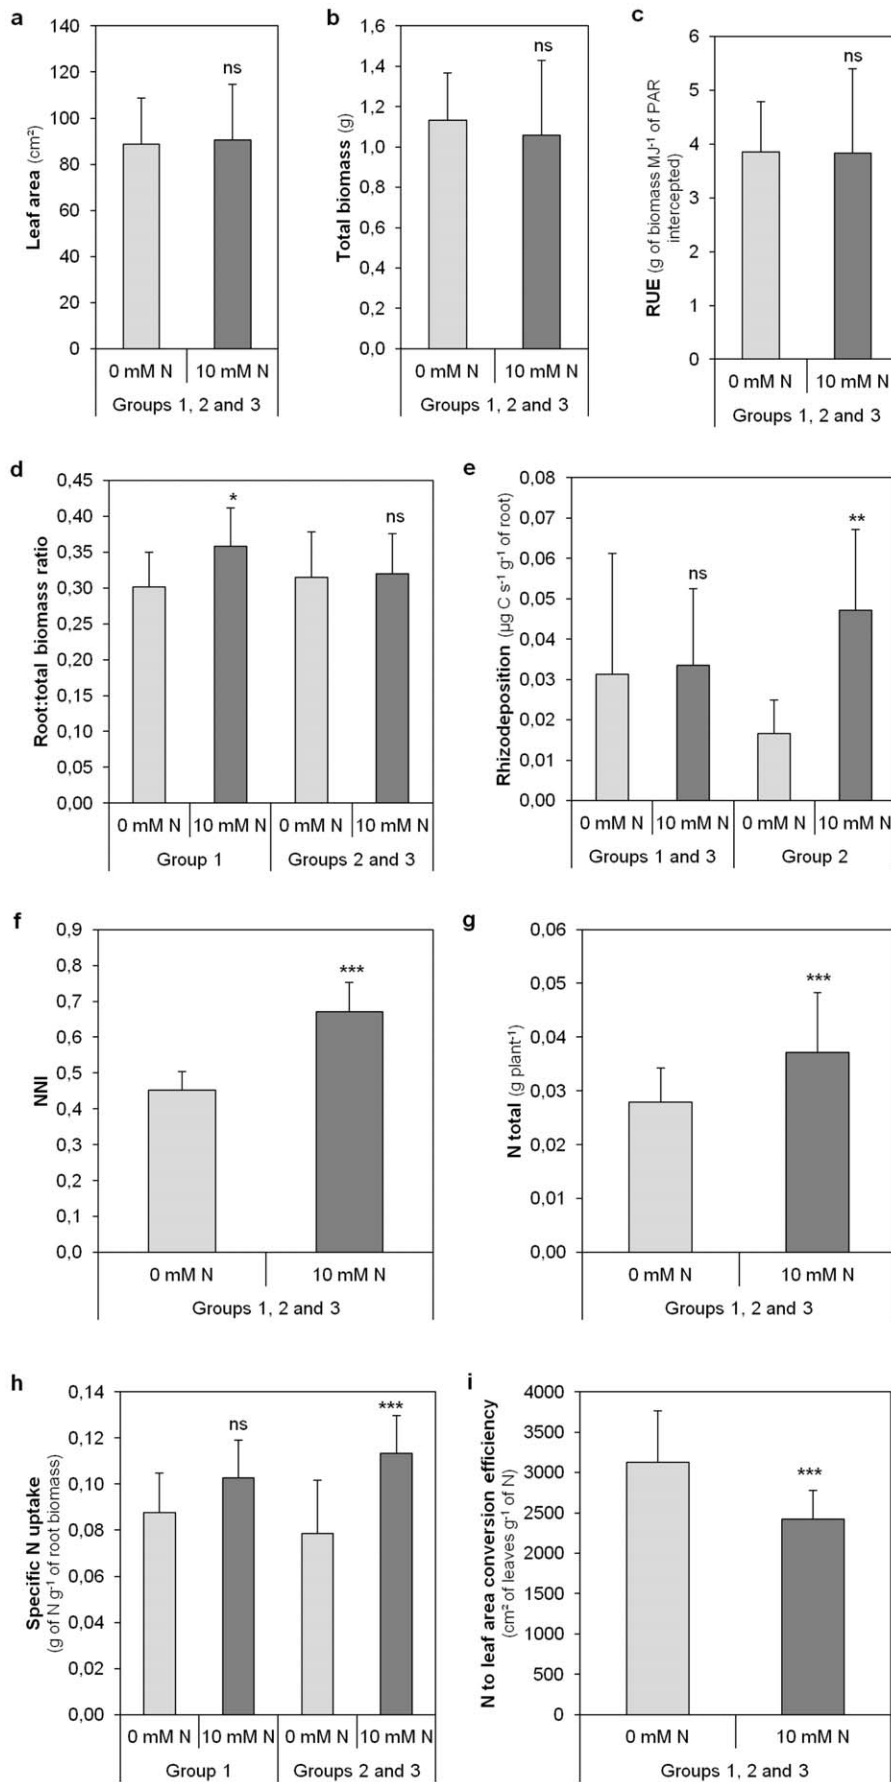 a
140
120
100
80
60
40
20
0
Leaf area (cm²)
ns
0 mM N 10 mM N
Groups 1, 2 and 3
b
1,6
1,4
1,2
1,0
0,8
0,6
0,4
0,2
0,0
Total biomass (g)
ns
0 mM N 10 mM N
Groups 1, 2 and 3
c
6
5
4
3
2
1
0
RUE (g of biomass MJ⁻¹ of PAR
intercepted)
ns
0 mM N 10 mM N
Groups 1, 2 and 3
d
0,45
0,40
0,35
0,30
0,25
0,20
0,15
0,10
0,05
0,00
Root:total biomass ratio
*
ns
0 mM N 10 mM N 0 mM N 10 mM N
Group 1 Groups 2 and 3
e
0,08
0,07
0,06
0,05
0,04
0,03
0,02
0,01
0,00
Rhizodeposition (µg C s⁻¹ g⁻¹ of root)
ns
**
0 mM N 10 mM N 0 mM N 10 mM N
Groups 1 and 3 Group 2
f
0,9
0,8
0,7
0,6
0,5
0,4
0,3
0,2
0,1
0,0
NNI
***
0 mM N 10 mM N
Groups 1, 2 and 3
g
0,06
0,05
0,04
0,03
0,02
0,01
0,00
N total (g plant⁻¹)
***
0 mM N 10 mM N
Groups 1, 2 and 3
h
0,14
0,12
0,10
0,08
0,06
0,04
0,02
0,00
Specific N uptake
(g of N g⁻¹ of root biomass)
ns
***
0 mM N 10 mM N 0 mM N 10 mM N
Group 1 Groups 2 and 3
i
4000
3500
3000
2500
2000
1500
1000
500
0
N to leaf area conversion efficiency
(cm² of leaves g⁻¹ of N)
***
0 mM N 10 mM N
Groups 1, 2 and 3